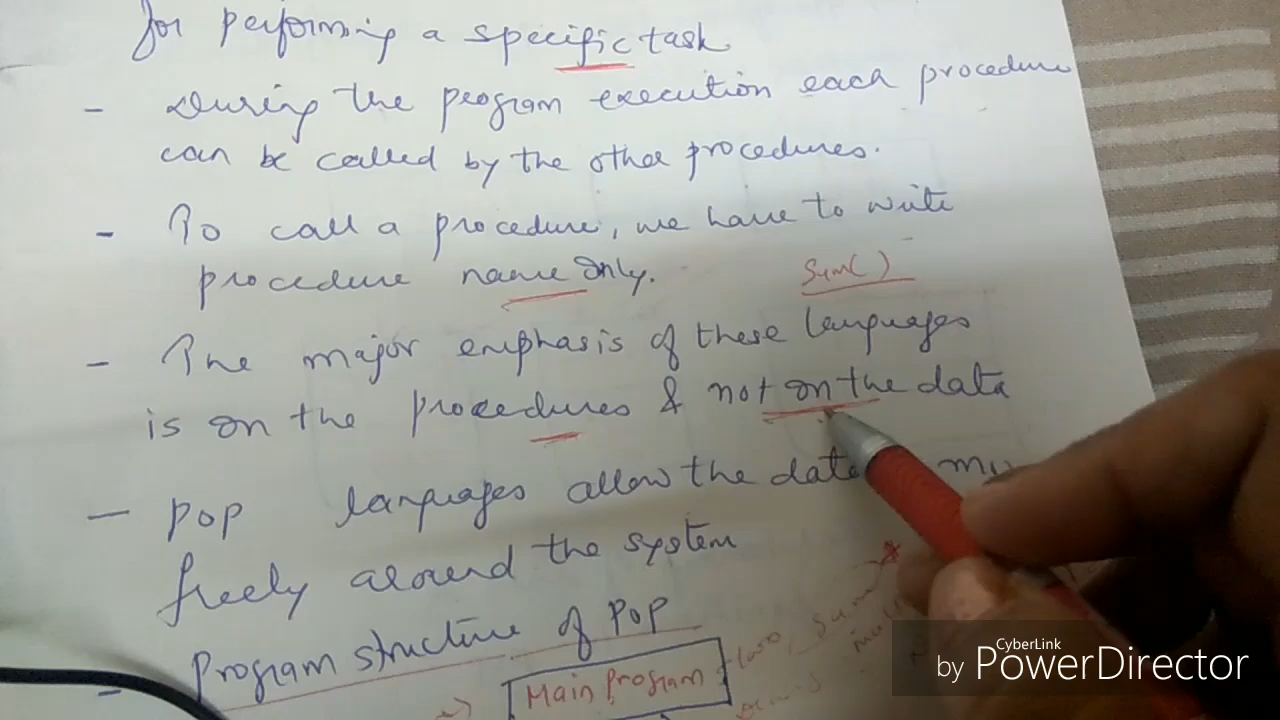 for performing a specific task
- During the program execution each procedure
can be called by the other procedures.
- To call a procedure, we have to write
procedure name only.
Sum( )
- The major emphasis of these languages
is on the procedures & not on the data
- POP languages allow the data
freely around the system
- Program structure of POP
Main Program
CyberLink
by PowerDirector